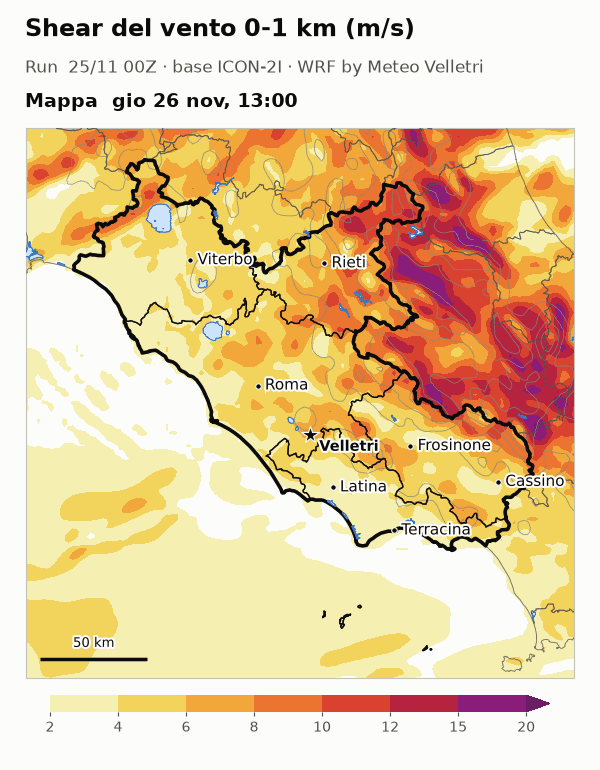 Shear del vento 0-1 km (m/s)
Run  25/11 00Z · base ICON-2I · WRF by Meteo Velletri
Mappa  gio 26 nov, 13:00
Viterbo
Rieti
Roma
Velletri
Frosinone
Cassino
Latina
Terracina
50 km
2 4 6 8 10 12 15 20